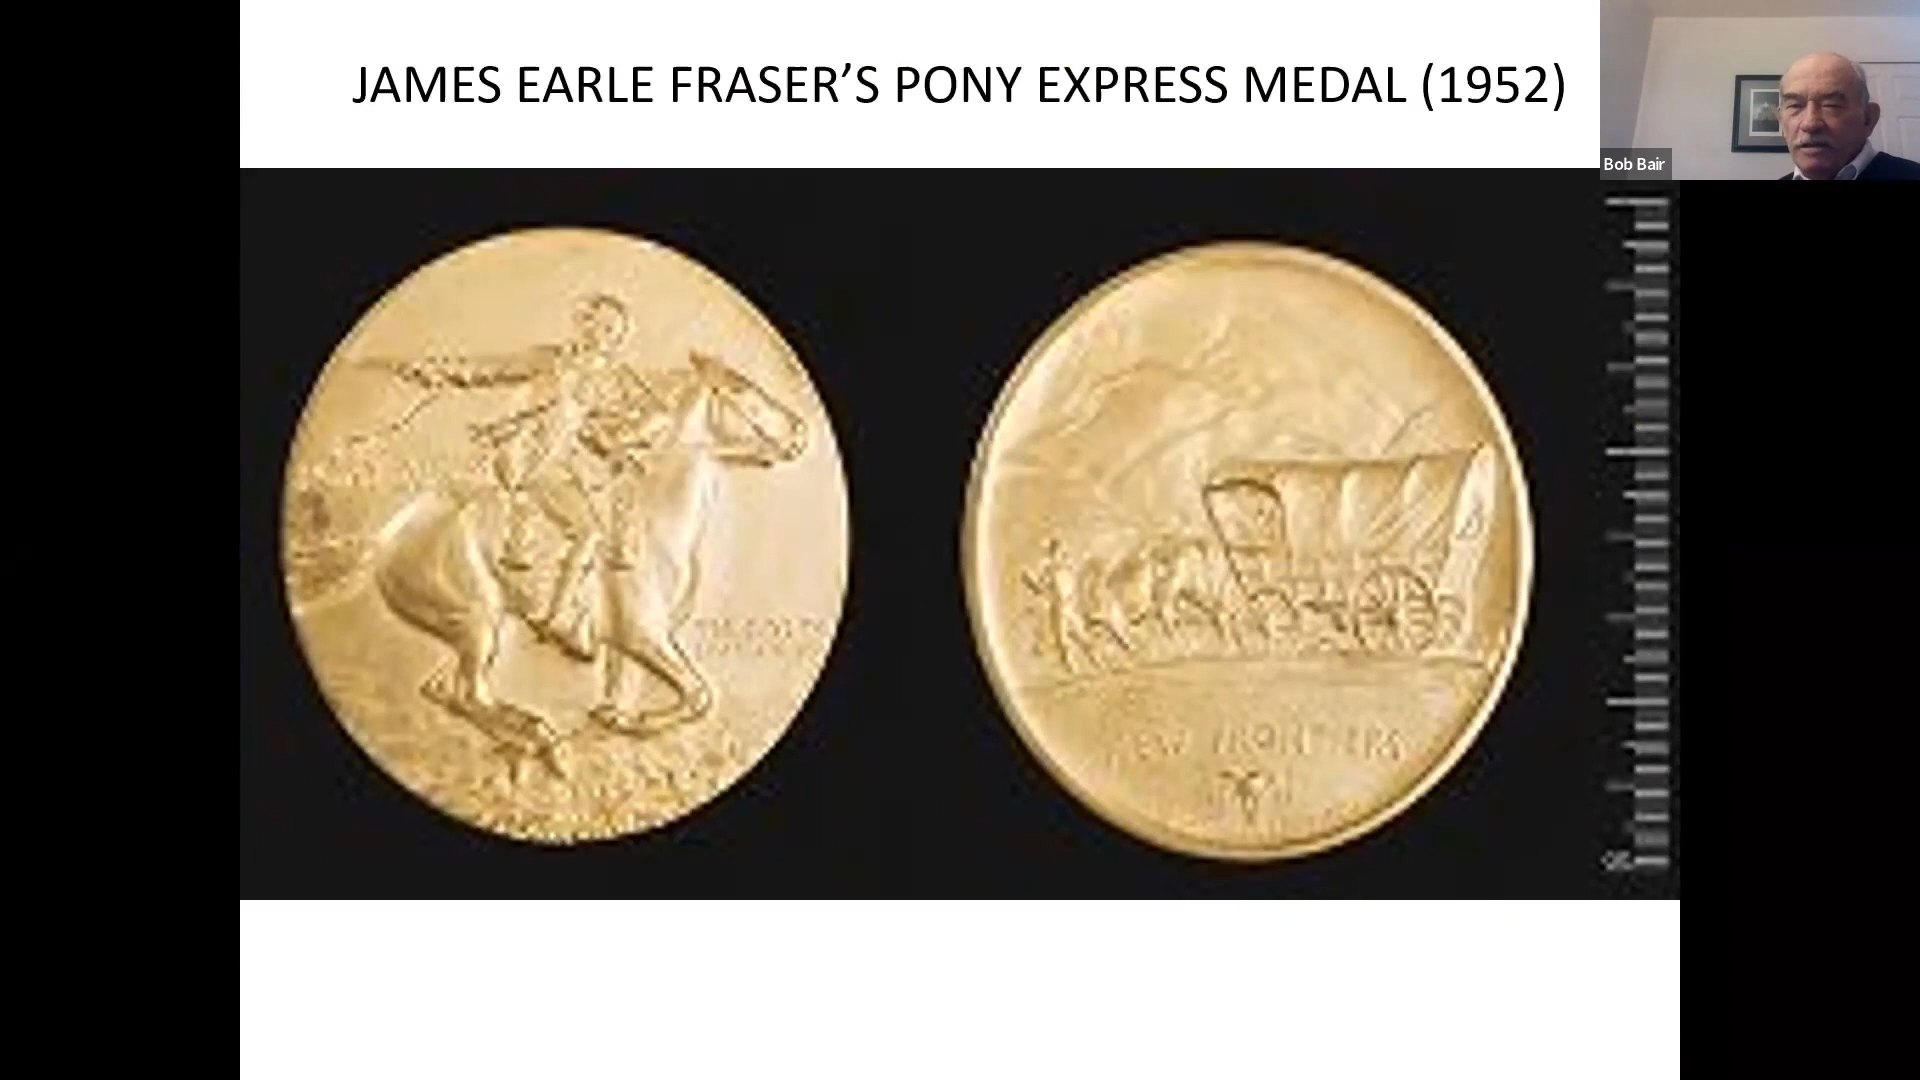 JAMES EARLE FRASER’S PONY EXPRESS MEDAL (1952)
Bob Bair
NEW FRONTIERS